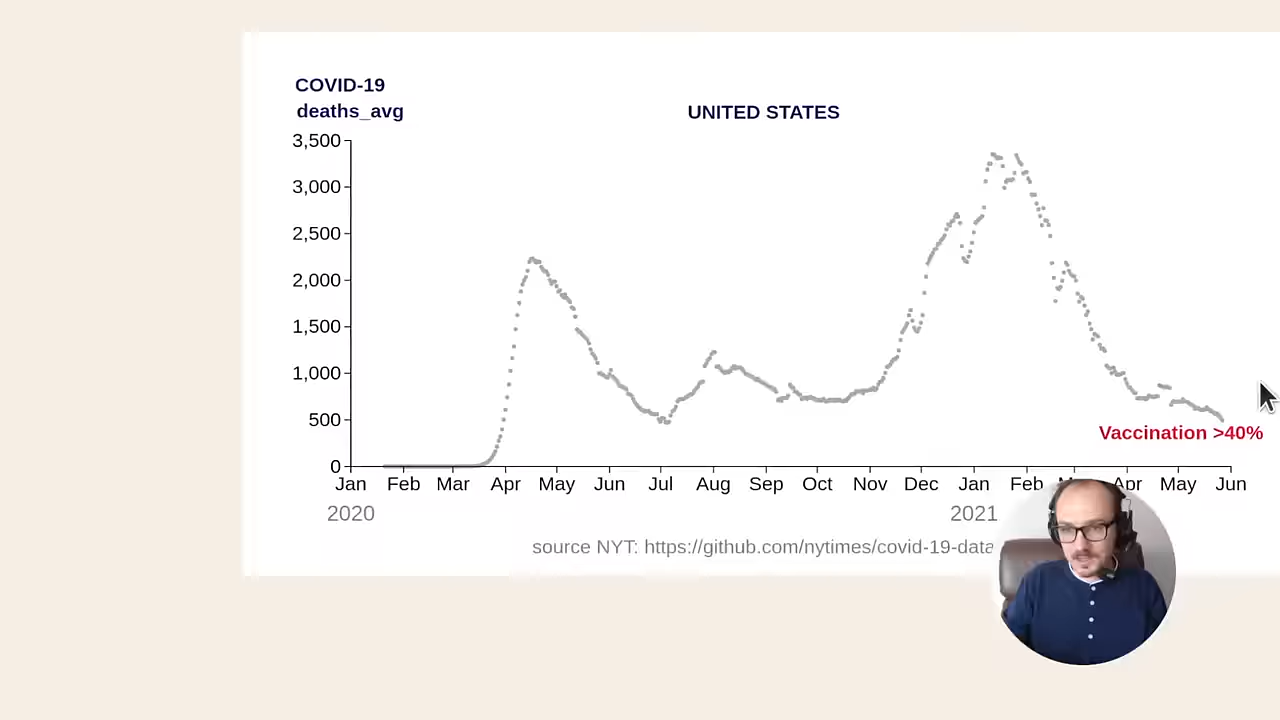 COVID-19
deaths_avg
UNITED STATES
3,500
3,000
2,500
2,000
1,500
1,000
500
0
Vaccination >40%
Jan Feb Mar Apr May Jun Jul Aug Sep Oct Nov Dec Jan Feb Apr May Jun
2020 2021
source NYT: https://github.com/nytimes/covid-19-data